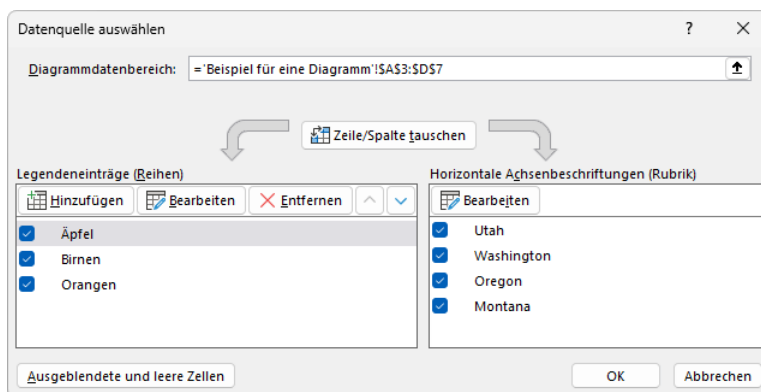 Datenquelle auswählen ? ×
Diagrammdatenbereich: ='Beispiel für eine Diagramm'!$A$3:$D$7
Zeile/Spalte tauschen
Legendeneinträge (Reihen)
Hinzufügen Bearbeiten Entfernen
Äpfel
Birnen
Orangen
Horizontale Achsenbeschriftungen (Rubrik)
Bearbeiten
Utah
Washington
Oregon
Montana
Ausgeblendete und leere Zellen
OK Abbrechen